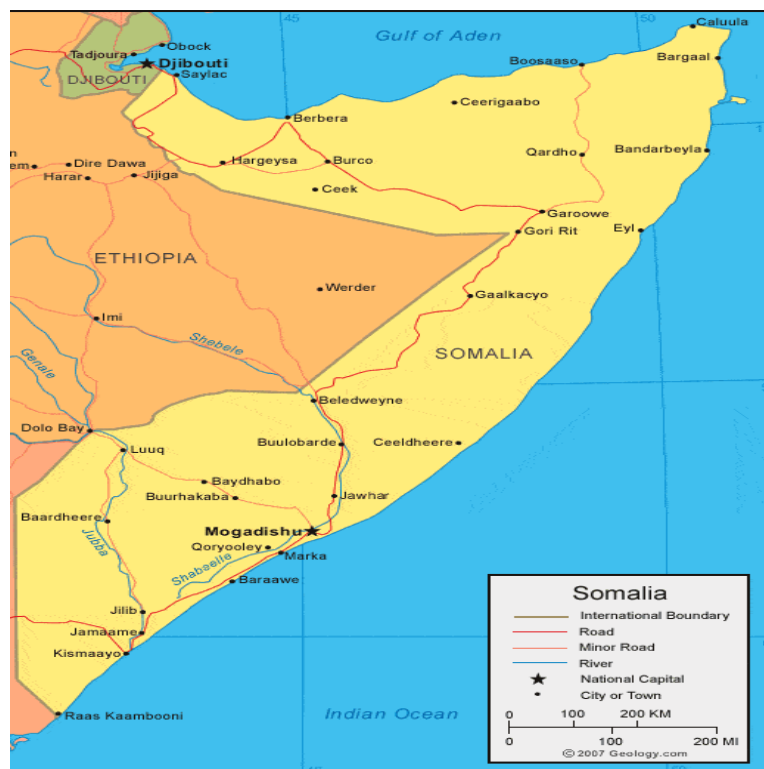 45
50
Caluula
Obock
Gulf of Aden
Tadjoura
Djibouti
Boosaaso
Bargaal
DJIBOUTI
Saylac
Ceerigaabo
10
Berbera
n
em
Dire Dawa
Hargeysa
Burco
Qardho
Bandarbeyla
Harar
Jijiga
Ceek
Garoowe
Gori Rit
Eyl
ETHIOPIA
Werder
Gaalkacyo
Imi
Shebele
SOMALIA
Genale
Beledweyne
Dolo Bay
Luuq
Buulobarde
Ceeldheere
Baydhabo
Buurhakaba
Jawhar
Baardheere
Mogadishu
Jubba
Qoryooley
Marka
Shabaelle
Baraawe
Jilib
Jamaame
Kismaayo
Raas Kaambooni
Indian Ocean
45
Somalia
International Boundary
Road
Minor Road
River
National Capital
City or Town
0 100 200 KM
0 100 200 MI
© 2007 Geology.com